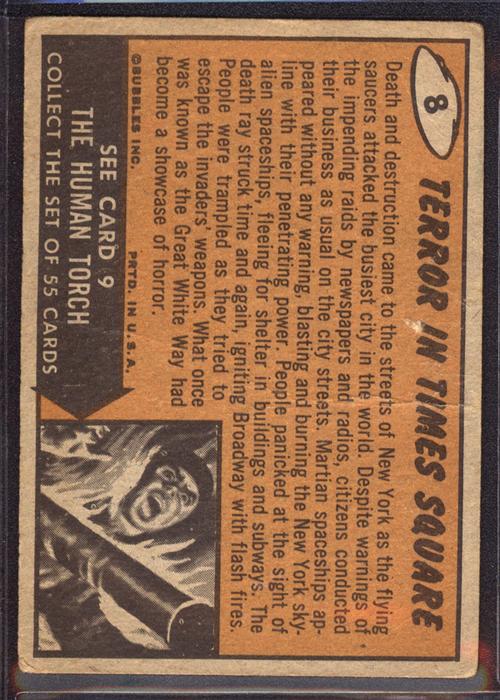 8
TERROR IN TIMES SQUARE
Death and destruction came to the streets of New York as the flying
saucers attacked the busiest city in the world. Despite warnings of
the impending raids by newspapers and radios, citizens conducted
their business as usual on the city streets. Martian spaceships ap-
peared without any warning, blasting and burning the New York sky-
line with their penetrating power. People panicked at the sight of
alien spaceships, fleeing for shelter in buildings and subways. The
death ray struck time and again, igniting Broadway with flash fires.
People were trampled as they tried to
escape the invaders' weapons. What once
was known as the Great White Way had
become a showcase of horror.
©BUBBLES INC. PRTD. IN U.S.A.
SEE CARD 9
THE HUMAN TORCH
COLLECT THE SET OF 55 CARDS